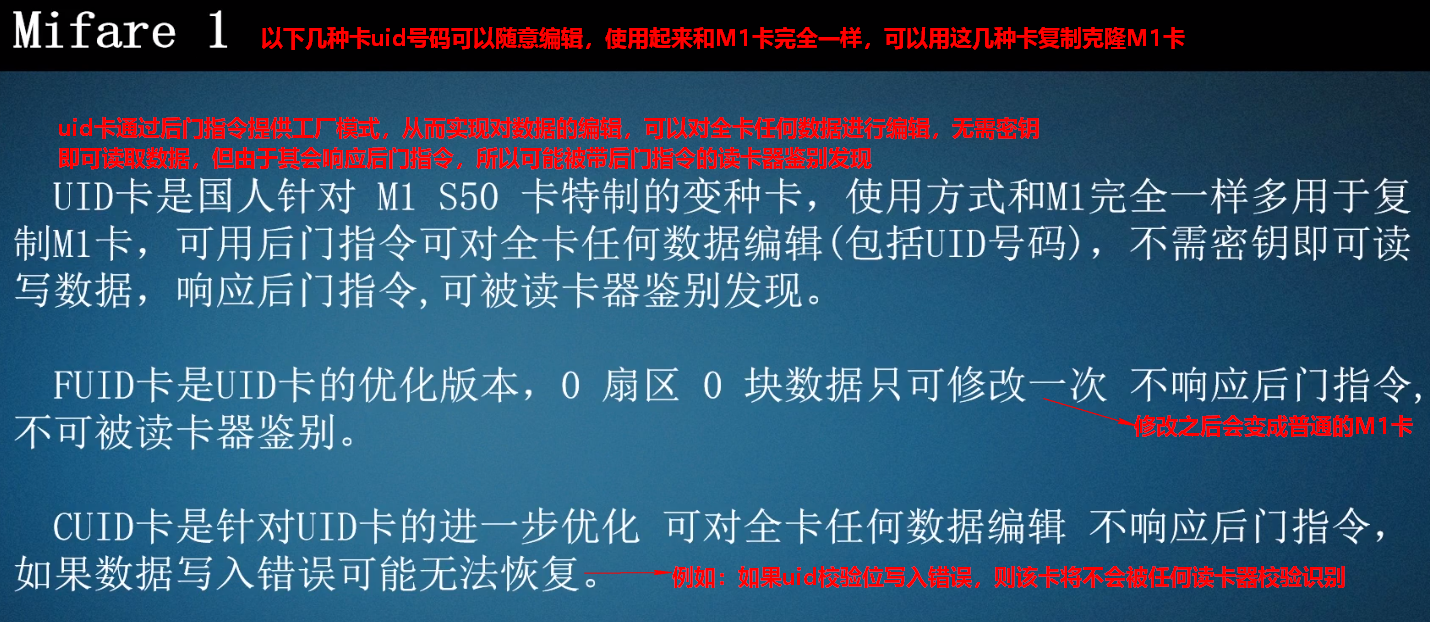 Mifare 1
以下几种卡uid号码可以随意编辑，使用起来和M1卡完全一样，可以用这几种卡复制克隆M1卡
uid卡通过后门指令提供工厂模式，从而实现对数据的编辑，可以对全卡任何数据进行编辑，无需密钥
即可读取数据，但由于其会响应后门指令，所以可能被带后门指令的读卡器鉴别发现
UID卡是国人针对 M1 S50 卡特制的变种卡，使用方式和M1完全一样多用于复
制M1卡，可用后门指令可对全卡任何数据编辑(包括UID号码)，不需密钥即可读
写数据，响应后门指令,可被读卡器鉴别发现。
FUID卡是UID卡的优化版本，0 扇区 0 块数据只可修改一次 不响应后门指令,
不可被读卡器鉴别。
修改之后会变成普通的M1卡
CUID卡是针对UID卡的进一步优化 可对全卡任何数据编辑 不响应后门指令，
如果数据写入错误可能无法恢复。
例如：如果uid校验位写入错误，则该卡将不会被任何读卡器校验识别